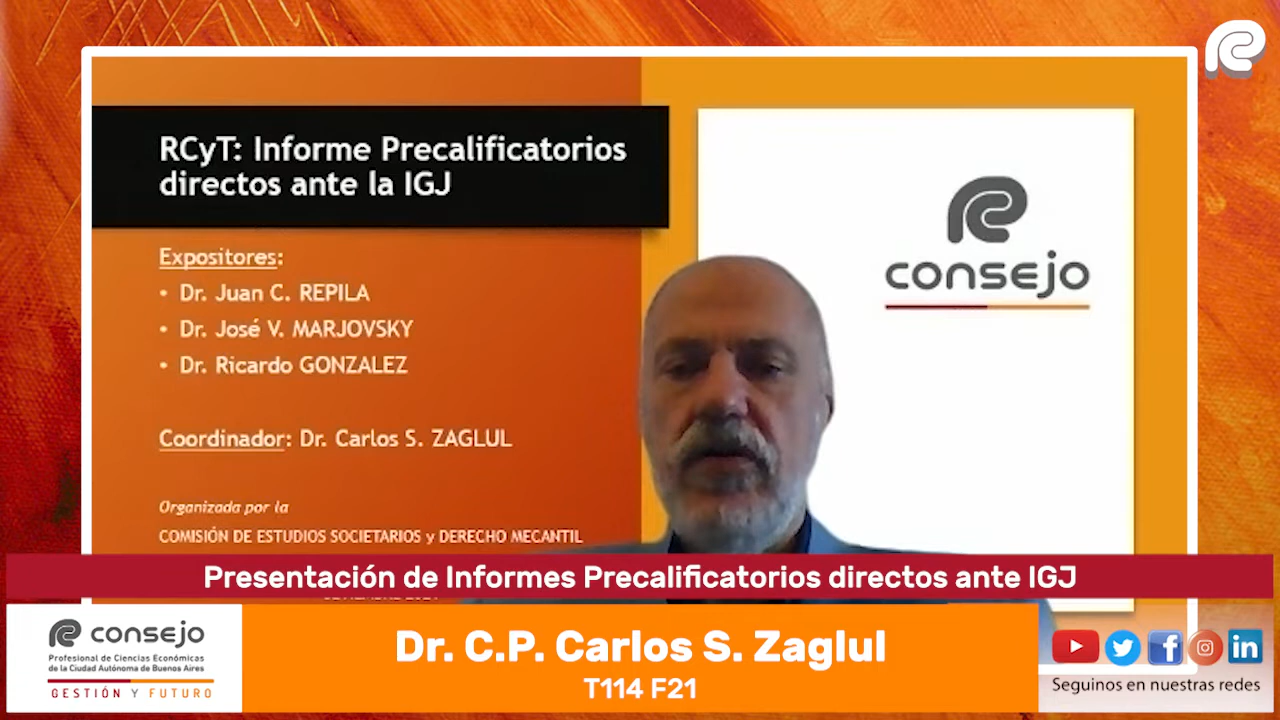 RCyT: Informe Precalificatorios
directos ante la IGJ
Expositores:
• Dr. Juan C. REPILA
• Dr. José V. MARJOVSKY
• Dr. Ricardo GONZALEZ
Coordinador: Dr. Carlos S. ZAGLUL
Organizada por la
COMISIÓN DE ESTUDIOS SOCIETARIOS y DERECHO MECANTIL
consejo
Presentación de Informes Precalificatorios directos ante IGJ
consejo
Profesional de Ciencias Económicas
de la Ciudad Autónoma de Buenos Aires
GESTIÓN Y FUTURO
Dr. C.P. Carlos S. Zaglul
T114 F21
Seguinos en nuestras redes